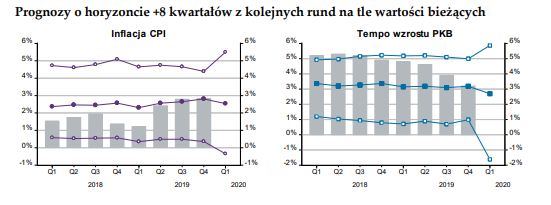 Prognozy o horyzoncie +8 kwartałów z kolejnych rund na tle wartości bieżących
Inflacja CPI
6% 6%
5% 5%
4% 4%
3% 3%
2% 2%
1% 1%
0% 0%
-1% -1%
Q1 Q2 Q3 Q4 Q1 Q2 Q3 Q4 Q1
2018 2019 2020
Tempo wzrostu PKB
6% 6%
5% 5%
4% 4%
3% 3%
2% 2%
1% 1%
0% 0%
-1% -1%
-2% -2%
Q1 Q2 Q3 Q4 Q1 Q2 Q3 Q4 Q1
2018 2019 2020